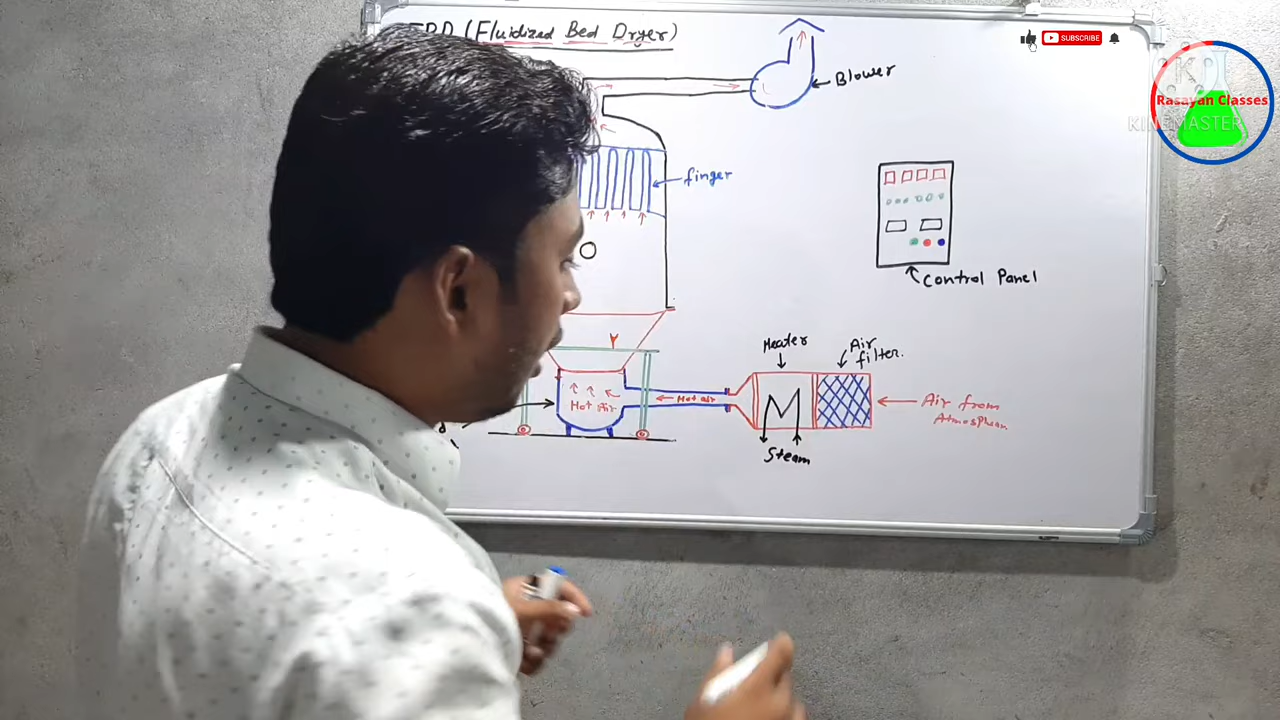 FBD (Fluidized Bed Dryer)
SUBSCRIBE
Blower
Rasayan Classes
KINEMASTER
finger
Control Panel
Heater
Air
filter.
Hot air
Hot air
Air from
Steam